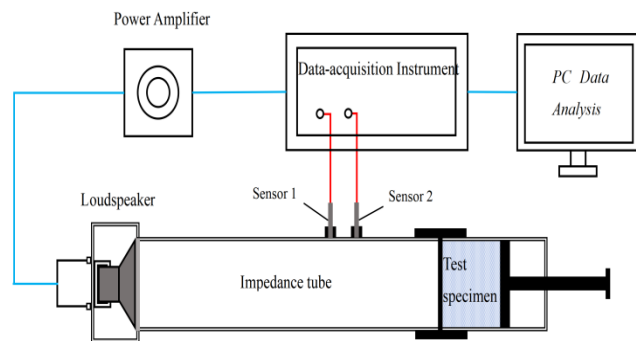 Power Amplifier
Data-acquisition Instrument
PC Data
Analysis
Sensor 1
Sensor 2
Loudspeaker
Impedance tube
Test
specimen